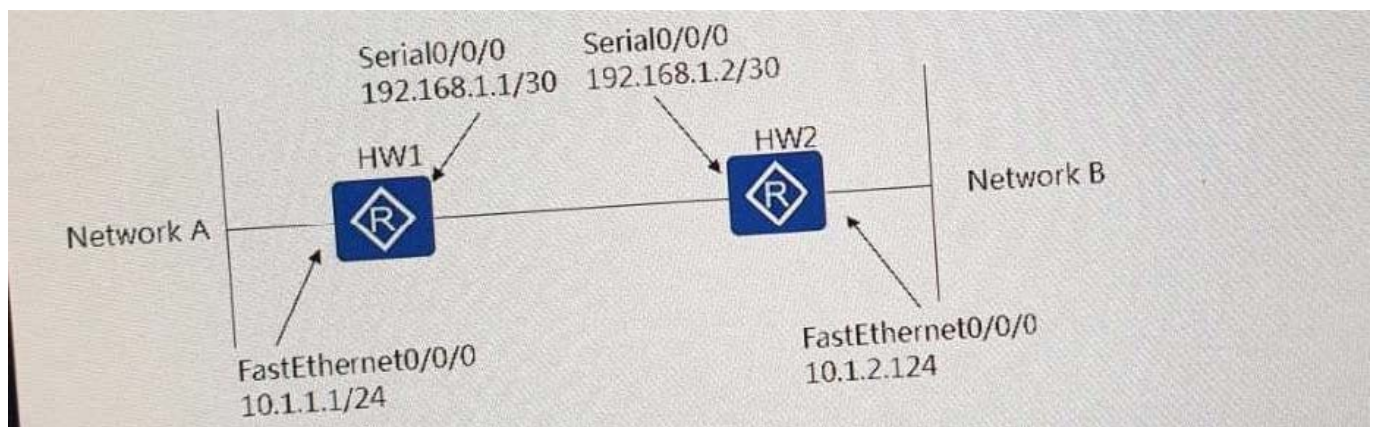 Serial0/0/0
192.168.1.1/30
Serial0/0/0
192.168.1.2/30
HW1
HW2
R
R
Network A
Network B
FastEthernet0/0/0
10.1.1.1/24
FastEthernet0/0/0
10.1.2.124